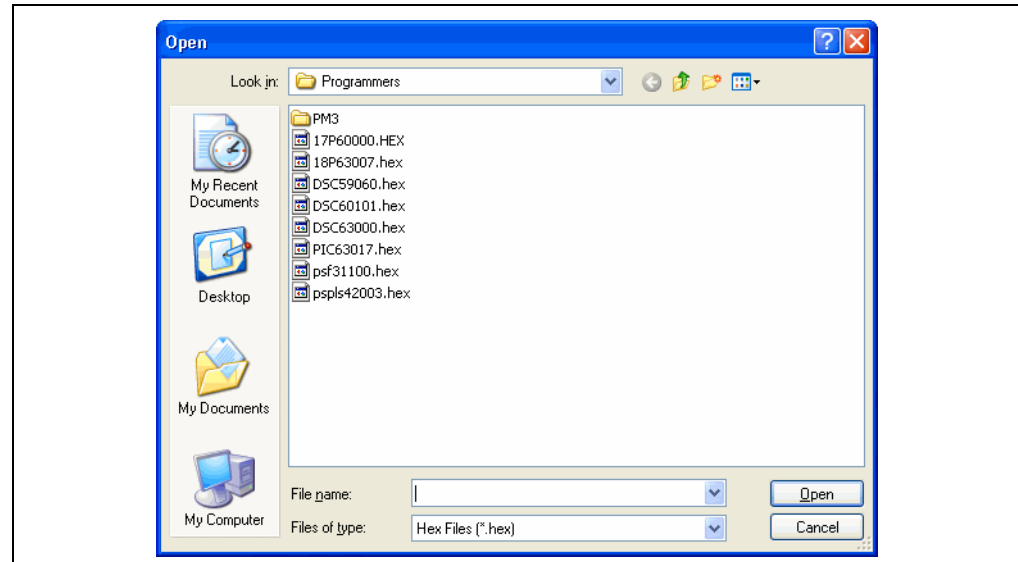 Open
Look in: Programmers
PM3
17P60000.HEX
18P63007.hex
DSC59060.hex
DSC60101.hex
DSC63000.hex
PIC63017.hex
psf31100.hex
pspls42003.hex
My Recent
Documents
Desktop
My Documents
My Computer
File name:
Open
Files of type: Hex Files (*.hex)
Cancel